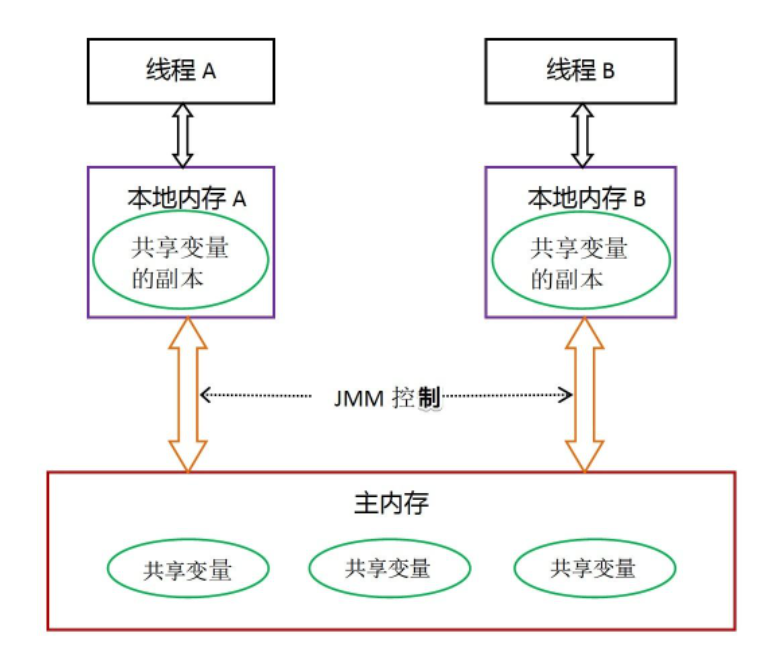 线程 A
线程 B
本地内存 A
共享变量
的副本
本地内存 B
共享变量
的副本
JMM 控制
主内存
共享变量
共享变量
共享变量